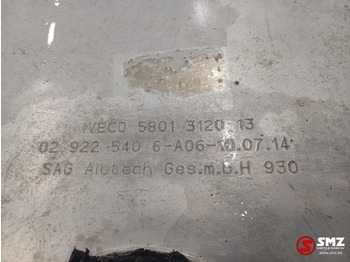 IVECO 5801 3120 13
02 922 540 6-A06-10.07.14
SAG Alutech Ges.m.b.H 930
SMZ